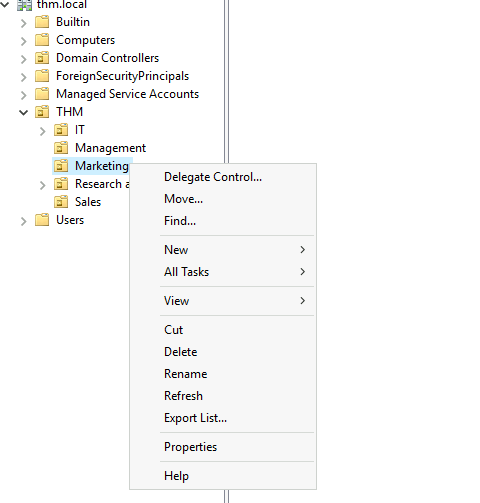 thm.local
Builtin
Computers
Domain Controllers
ForeignSecurityPrincipals
Managed Service Accounts
THM
IT
Management
Marketing
Research a
Sales
Users
Delegate Control...
Move...
Find...
New
All Tasks
View
Cut
Delete
Rename
Refresh
Export List...
Properties
Help